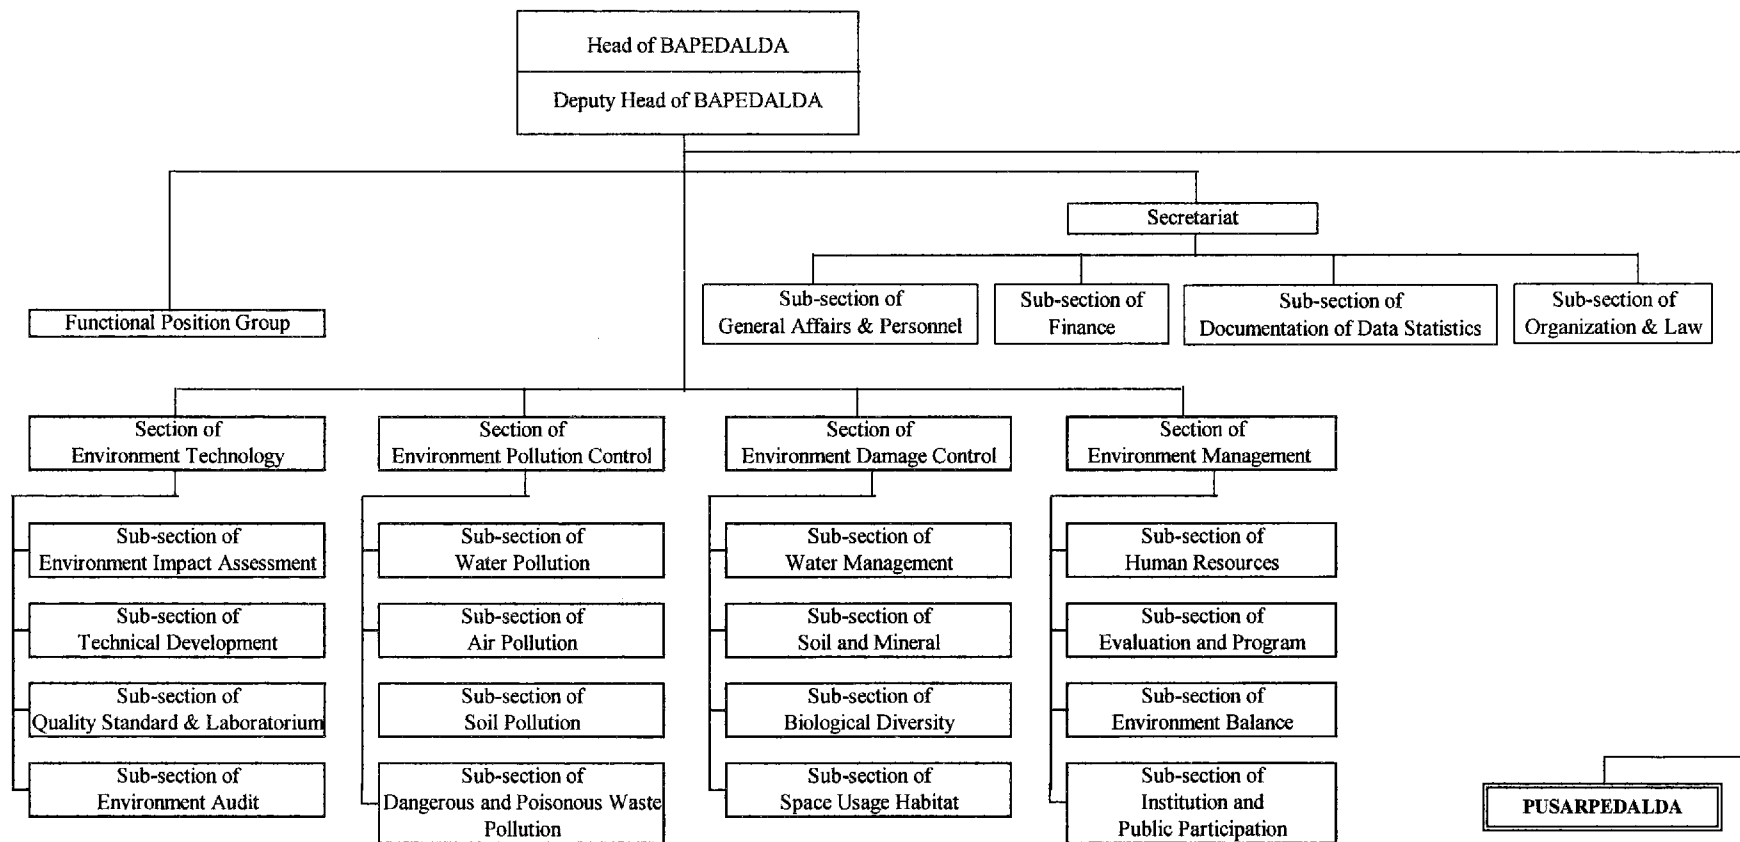 Head of BAPEDALDA
Deputy Head of BAPEDALDA
Secretariat
Sub-section of
General Affairs & Personnel
Sub-section of
Finance
Sub-section of
Documentation of Data Statistics
Sub-section of
Organization & Law
Functional Position Group
Section of
Environment Technology
Section of
Environment Pollution Control
Section of
Environment Damage Control
Section of
Environment Management
Sub-section of
Environment Impact Assessment
Sub-section of
Water Pollution
Sub-section of
Water Management
Sub-section of
Human Resources
Sub-section of
Technical Development
Sub-section of
Air Pollution
Sub-section of
Soil and Mineral
Sub-section of
Evaluation and Program
Sub-section of
Quality Standard & Laboratorium
Sub-section of
Soil Pollution
Sub-section of
Biological Diversity
Sub-section of
Environment Balance
Sub-section of
Environment Audit
Sub-section of
Dangerous and Poisonous Waste
Pollution
Sub-section of
Space Usage Habitat
Sub-section of
Institution and
Public Participation
PUSARPEDALDA